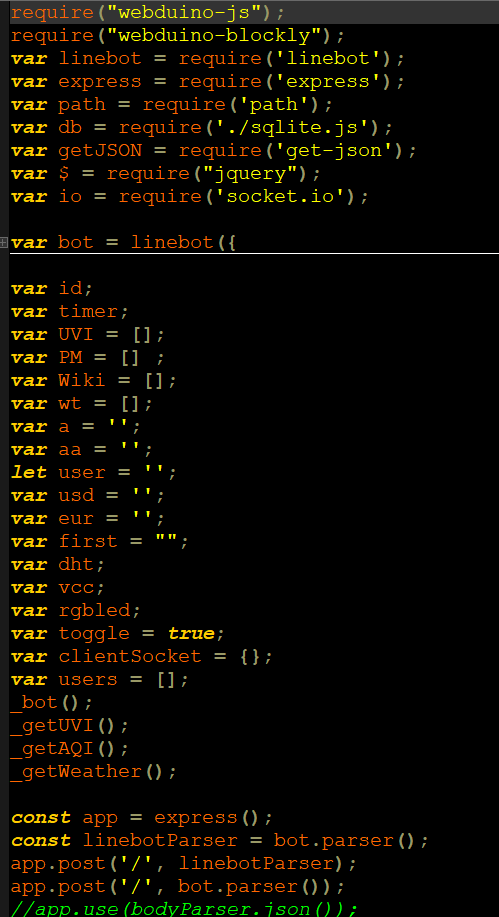 require("webduino-js");
require("webduino-blockly");
var linebot = require('linebot');
var express = require('express');
var path = require('path');
var db = require('./sqlite.js');
var getJSON = require('get-json');
var $ = require("jquery");
var io = require('socket.io');
var bot = linebot({
var id;
var timer;
var UVI = [];
var PM = [] ;
var Wiki = [];
var wt = [];
var a = '';
var aa = '';
let user = '';
var usd = '';
var eur = '';
var first = "";
var dht;
var vcc;
var rgbled;
var toggle = true;
var clientSocket = {};
var users = [];
_bot();
_getUVI();
_getAQI();
_getWeather();
const app = express();
const linebotParser = bot.parser();
app.post('/', linebotParser);
app.post('/', bot.parser());
//app.use(bodyParser.json());